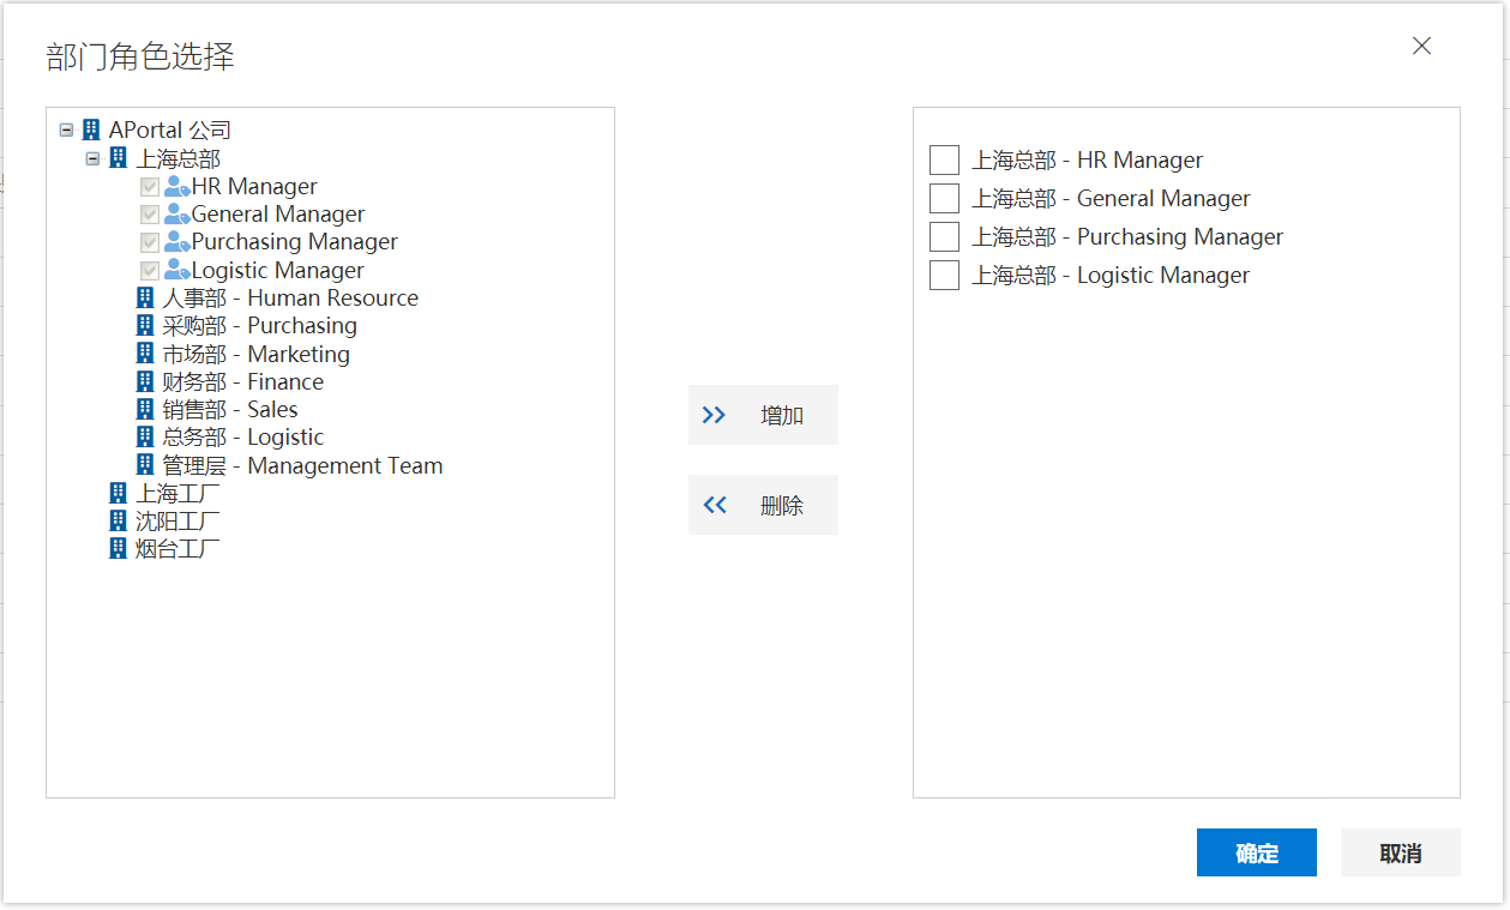 部门角色选择
APortal 公司
上海总部
HR Manager
General Manager
Purchasing Manager
Logistic Manager
人事部 - Human Resource
采购部 - Purchasing
市场部 - Marketing
财务部 - Finance
销售部 - Sales
总务部 - Logistic
管理层 - Management Team
上海工厂
沈阳工厂
烟台工厂
增加
删除
上海总部 - HR Manager
上海总部 - General Manager
上海总部 - Purchasing Manager
上海总部 - Logistic Manager
确定
取消